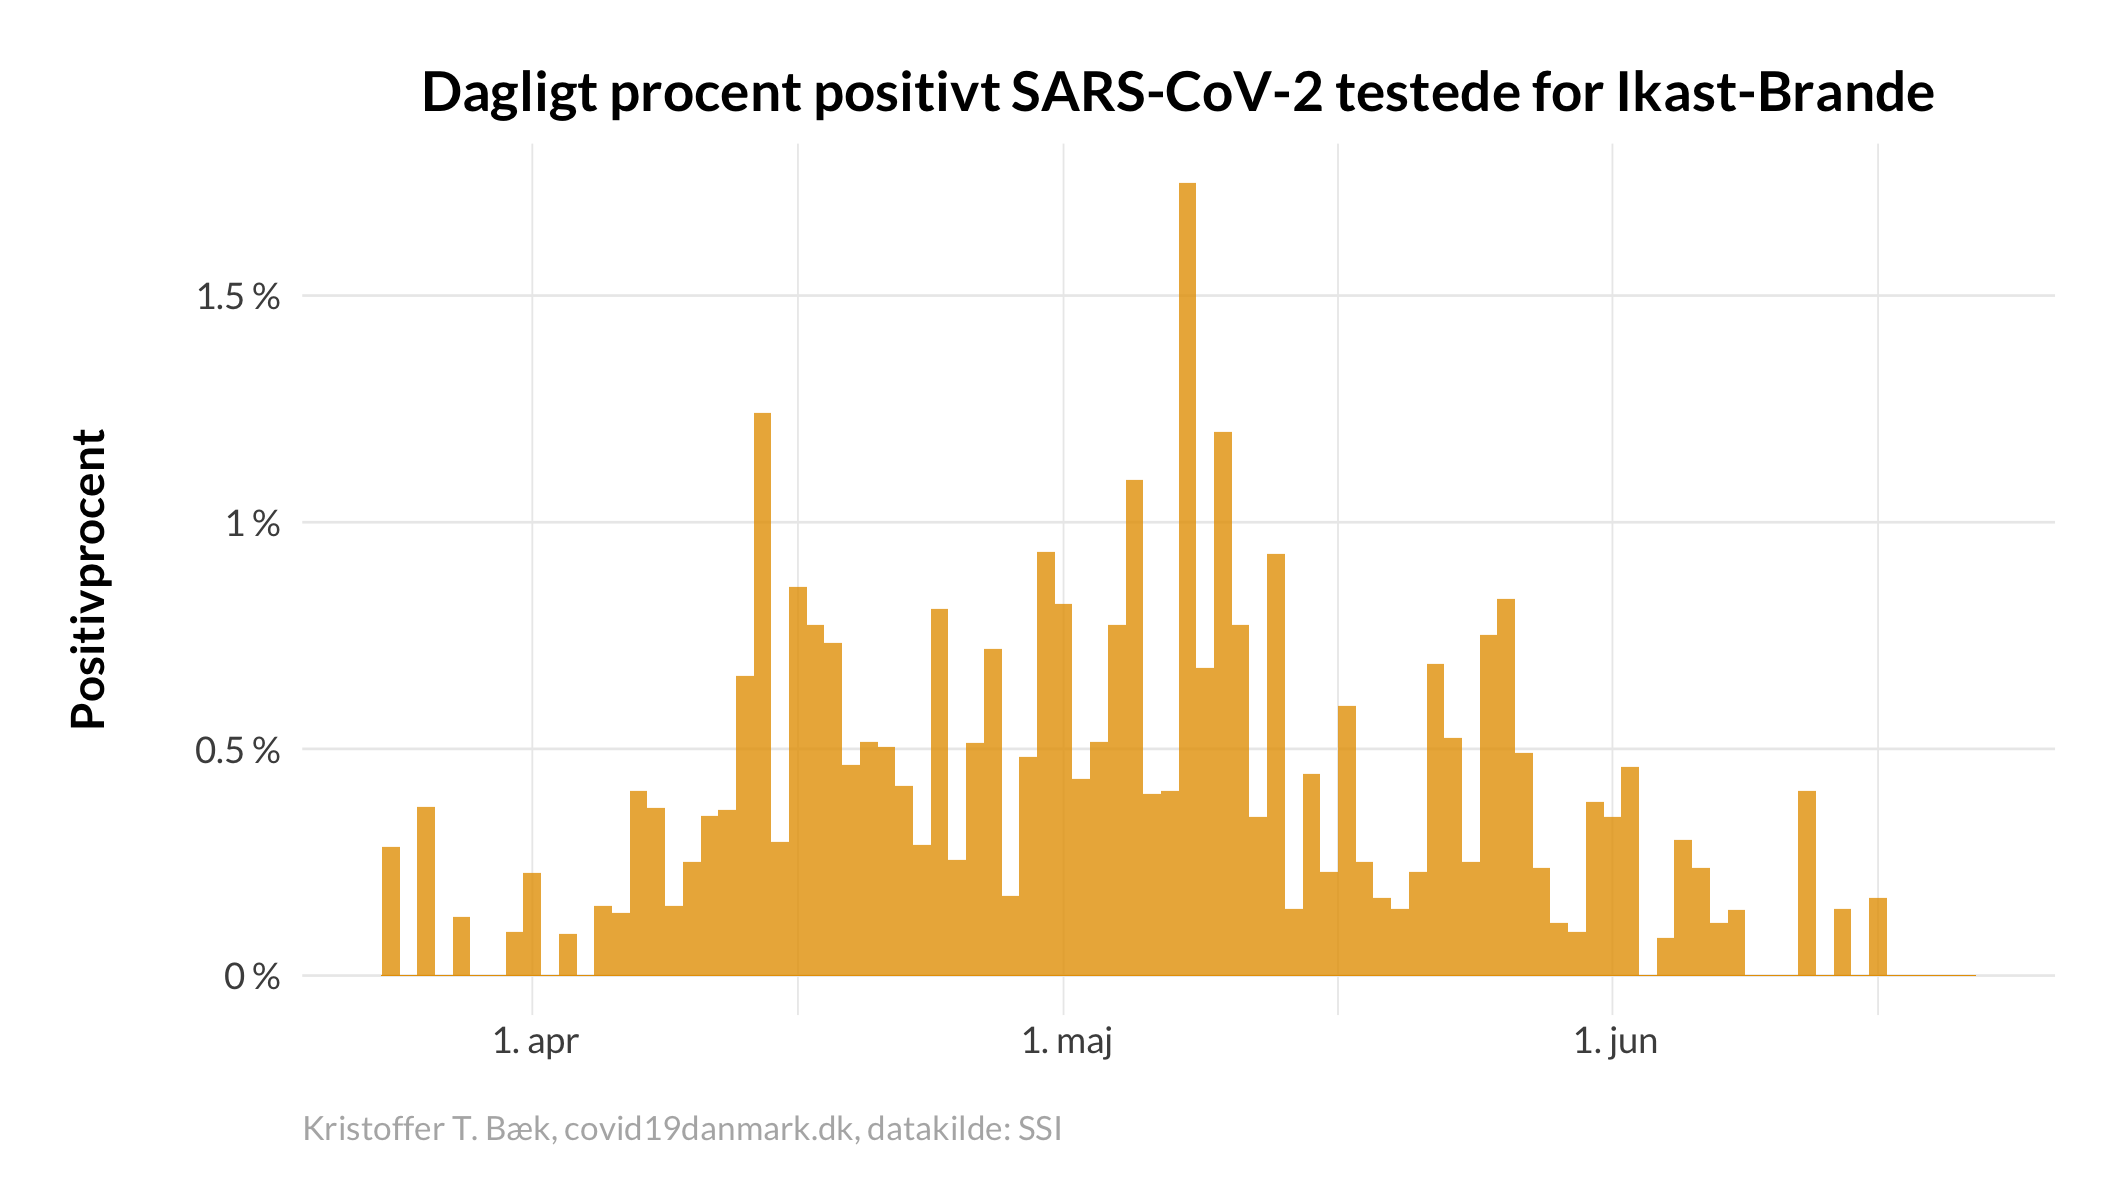 Dagligt procent positivt SARS-CoV-2 testede for Ikast-Brande
Positivprocent
1.5 %
1 %
0.5 %
0 %
1. apr
1. maj
1. jun
Kristoffer T. Bæk, covid19danmark.dk, datakilde: SSI